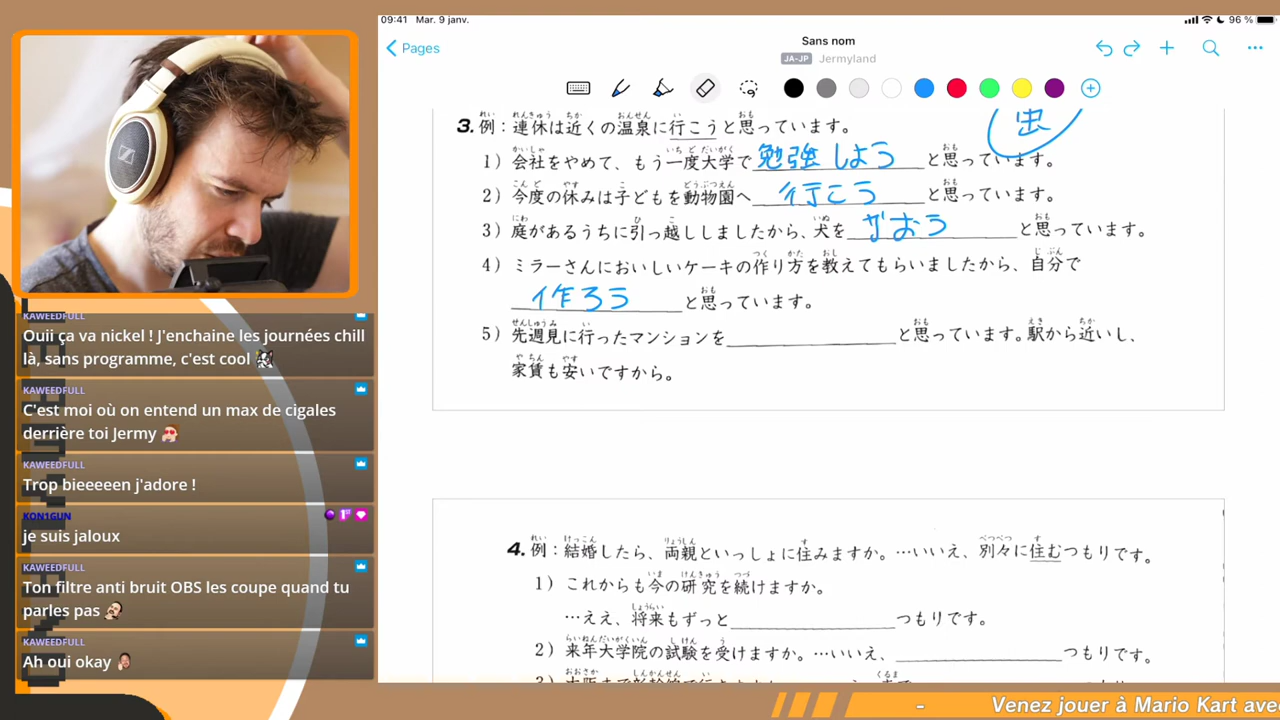 09:41 Mar. 9 janv.
96 %
Pages
Sans nom
JA-JP Jermyland
3. 例：連休は近くの温泉に行こうと思っています。
虫
1）会社をやめて、もう一度大学で勉強しようと思っています。
2）今度の休みは子どもを動物園へ行こうと思っています。
3）庭があるうちに引っ越ししましたから、犬をがおうと思っています。
4）ミラーさんにおいしいケーキの作り方を教えてもらいましたから、自分で
作ろうと思っています。
5）先週見に行ったマンションを と思っています。駅から近いし、
家賃も安いですから。
4. 例：結婚したら、両親といっしょに住みますか。…いいえ、別々に住むつもりです。
1）これからも今の研究を続けますか。
…ええ、将来もずっと つもりです。
2）来年大学院の試験を受けますか。…いいえ、 つもりです。
KAWEEDFULL
Ouii ça va nickel ! J'enchaine les journées chill
là, sans programme, c'est cool
KAWEEDFULL
C'est moi où on entend un max de cigales
derrière toi Jermy
KAWEEDFULL
Trop bieeeeen j'adore !
KON1GUN
je suis jaloux
KAWEEDFULL
Ton filtre anti bruit OBS les coupe quand tu
parles pas
KAWEEDFULL
Ah oui okay
- Venez jouer à Mario Kart ave